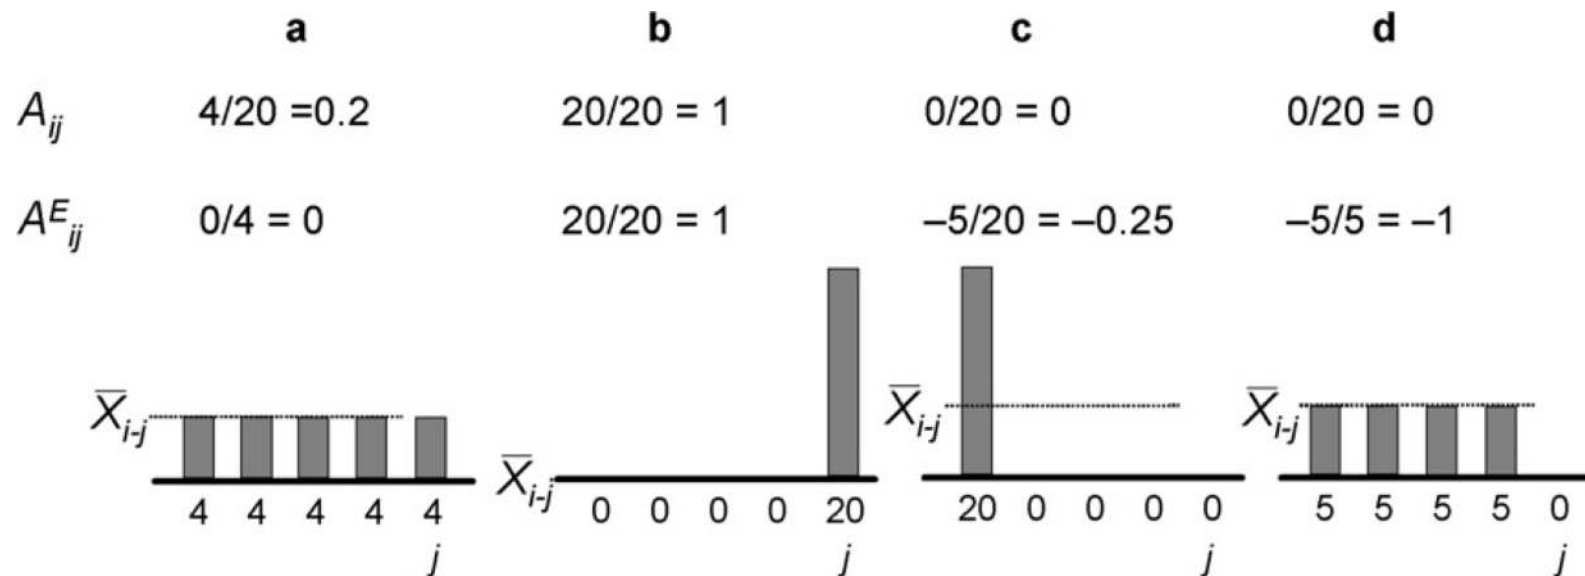 a b c d
A_ij 4/20 =0.2 20/20 = 1 0/20 = 0 0/20 = 0
A^E_ij 0/4 = 0 20/20 = 1 –5/20 = –0.25 –5/5 = –1
X̅_i-j X̅_i-j X̅_i-j X̅_i-j
4 4 4 4 4 0 0 0 0 20 20 0 0 0 0 5 5 5 5 0
j j j j